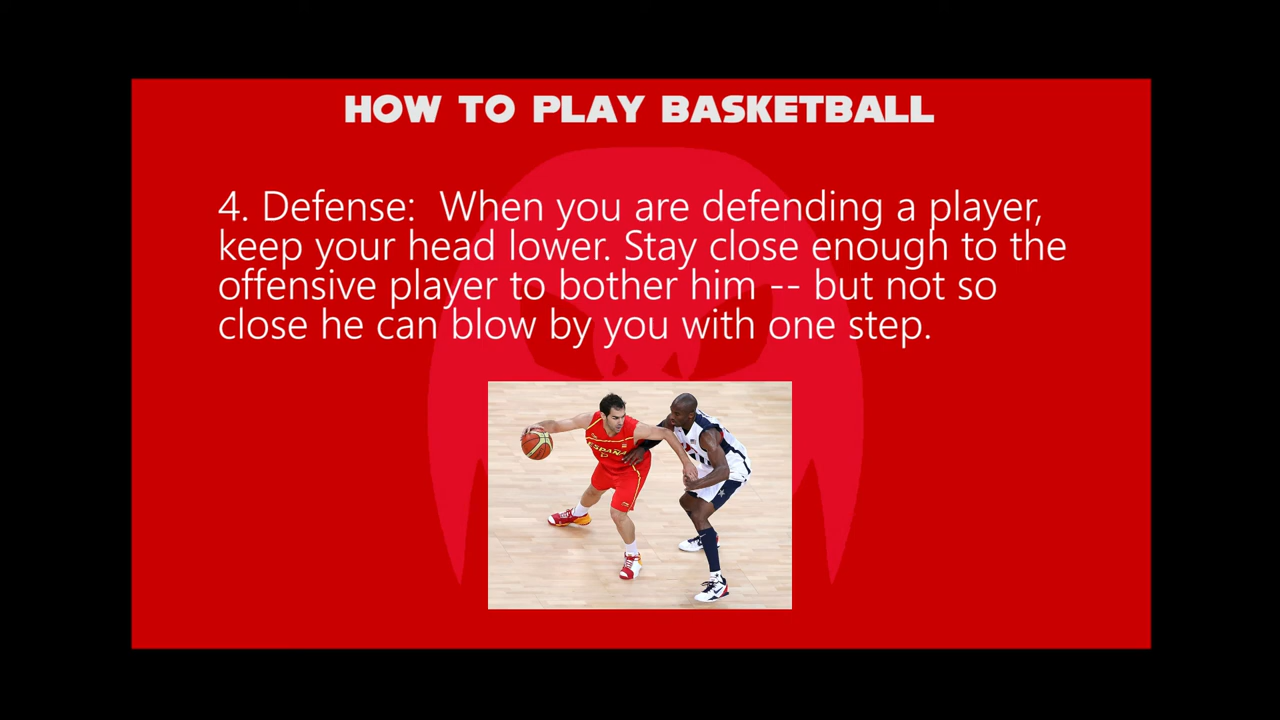 HOW TO PLAY BASKETBALL
4. Defense:  When you are defending a player,
keep your head lower. Stay close enough to the
offensive player to bother him -- but not so
close he can blow by you with one step.
ESPAÑA